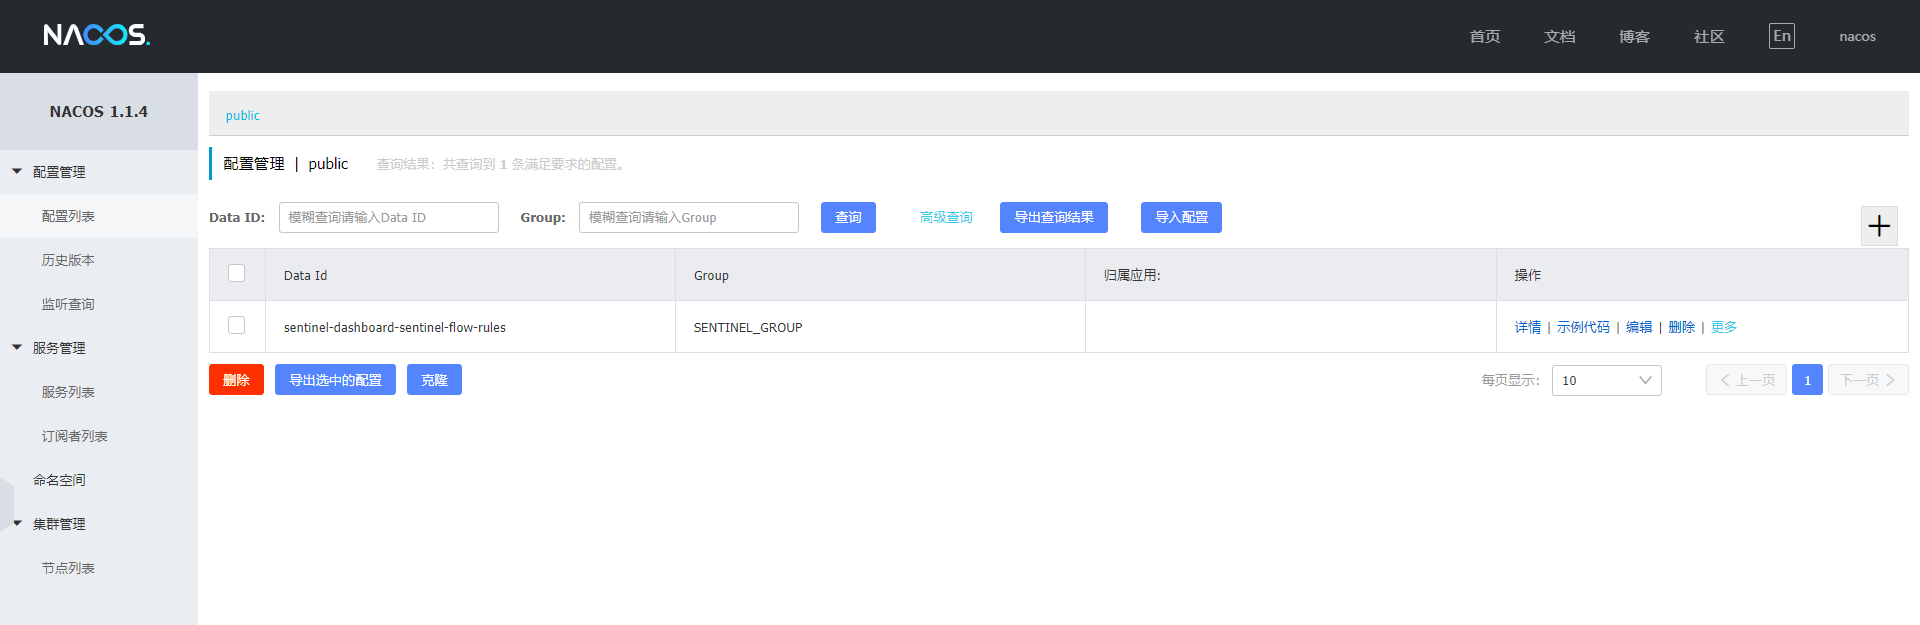 NACOS.
首页 文档 博客 社区 En nacos
NACOS 1.1.4
配置管理
配置列表
历史版本
监听查询
服务管理
服务列表
订阅者列表
命名空间
集群管理
节点列表
public
配置管理 | public 查询结果：共查询到 1 条满足要求的配置。
Data ID: 模糊查询请输入Data ID Group: 模糊查询请输入Group 查询 高级查询 导出查询结果 导入配置
Data Id Group 归属应用: 操作
sentinel-dashboard-sentinel-flow-rules SENTINEL_GROUP 详情 | 示例代码 | 编辑 | 删除 | 更多
删除 导出选中的配置 克隆 每页显示： 10 上一页 1 下一页